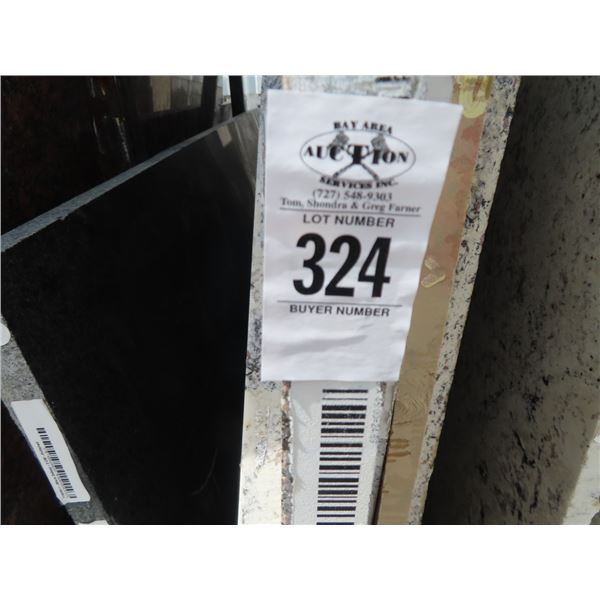 BAY AREA
AUCTION
SERVICES INC.
(727) 548-9303
Tom, Shondra & Greg Farner
LOT NUMBER
324
BUYER NUMBER